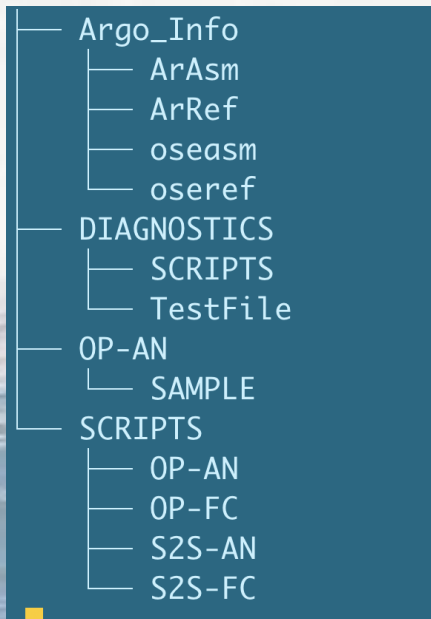 Argo_Info
ArAsm
ArRef
oseasm
oseref
DIAGNOSTICS
SCRIPTS
TestFile
OP-AN
SAMPLE
SCRIPTS
OP-AN
OP-FC
S2S-AN
S2S-FC